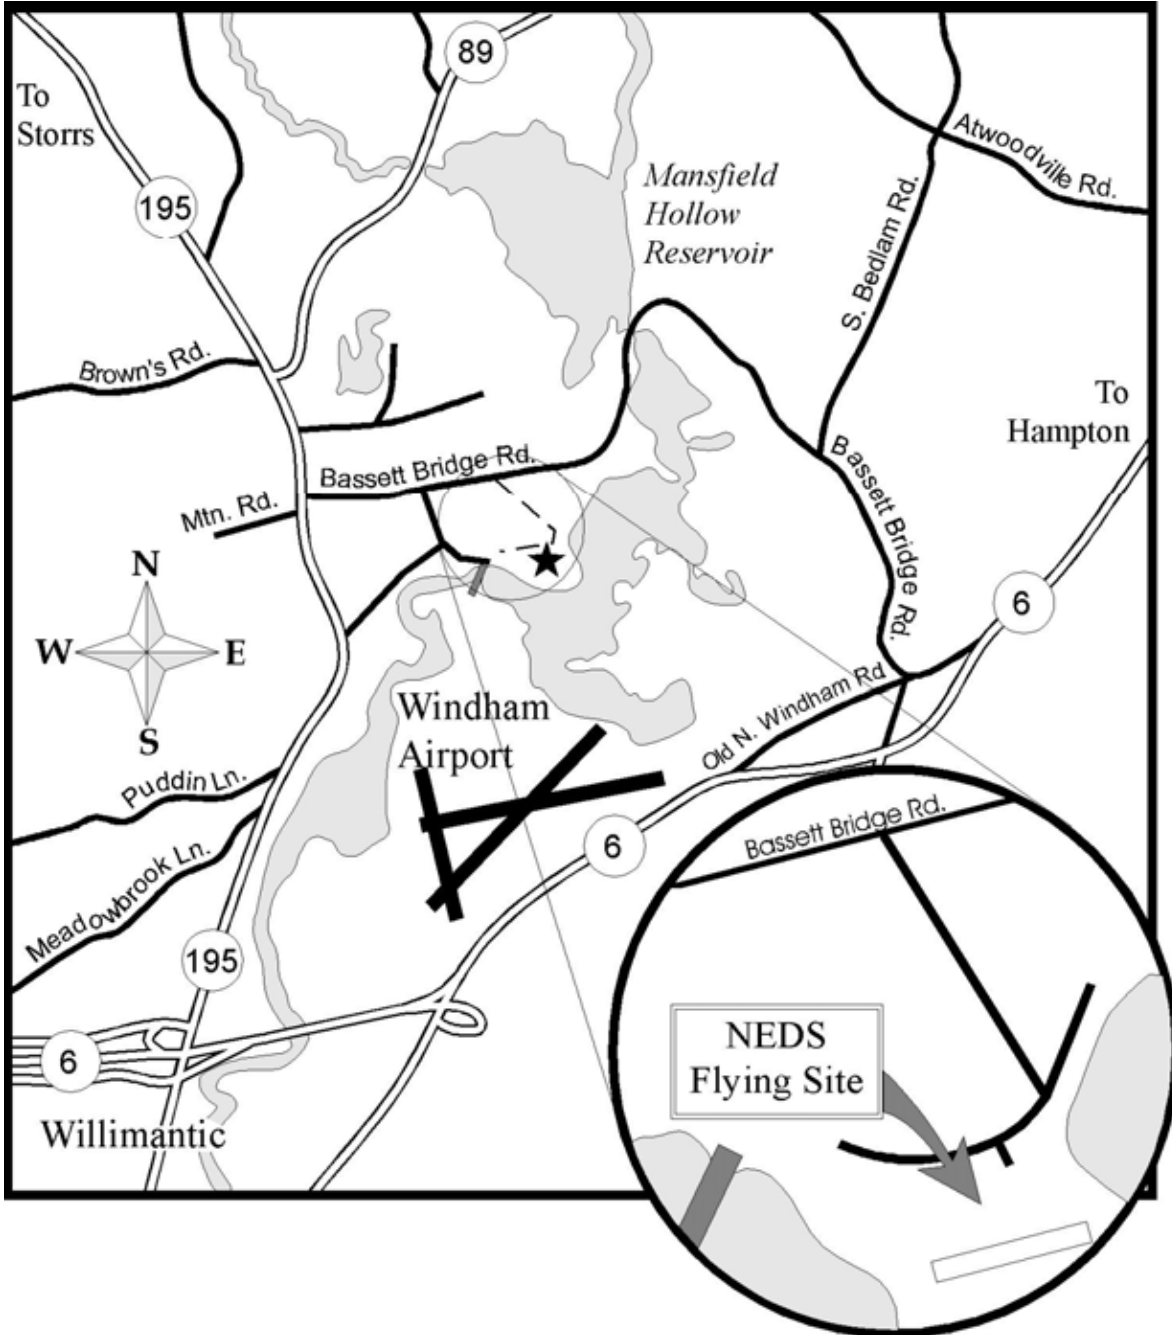 89
To
Storrs
Atwoodville Rd.
Mansfield
Hollow
Reservoir
195
S. Bedlam Rd.
Brown's Rd.
To
Hampton
Bassett Bridge Rd.
Bassett Bridge Rd.
Mtn. Rd.
N
W
E
S
6
Old N. Windham Rd
Windham
Airport
Puddin Ln.
6
Bassett Bridge Rd.
Meadowbrook Ln.
195
NEDS
Flying Site
6
Willimantic